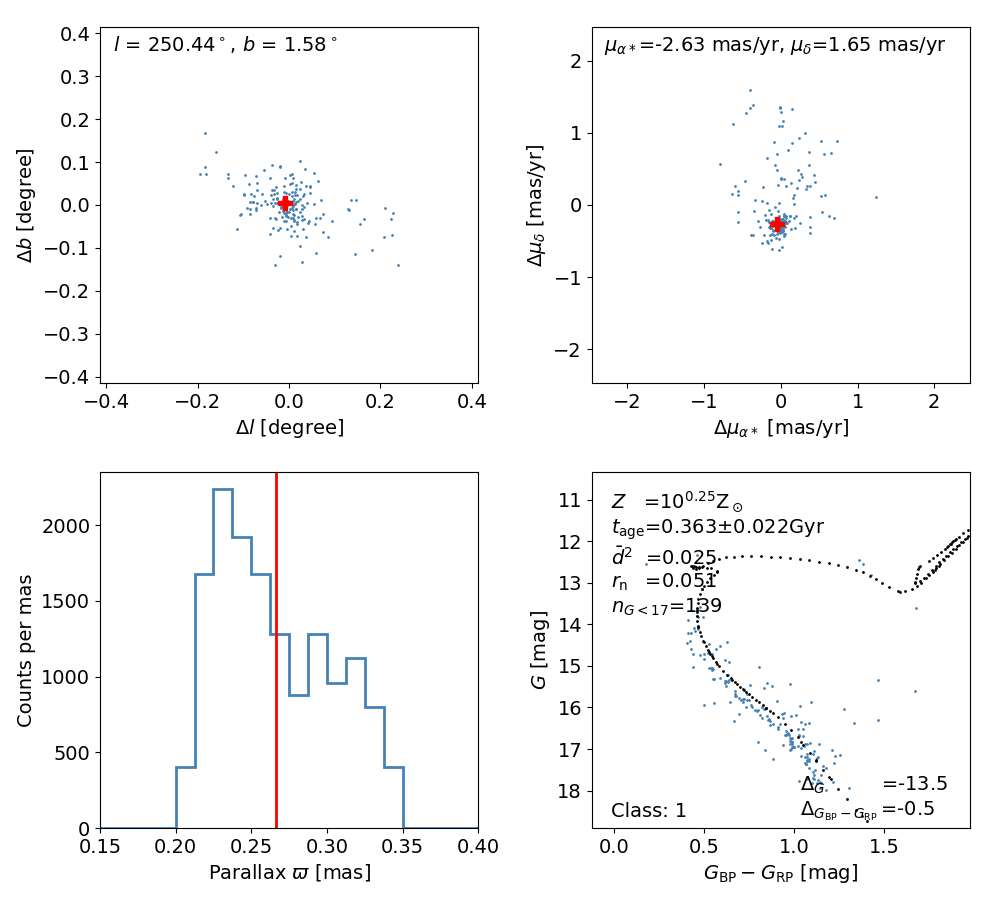 l = 250.44°, b = 1.58°
0.4
0.3
0.2
0.1
0.0
−0.1
−0.2
−0.3
−0.4
−0.4 −0.2 0.0 0.2 0.4
Δb [degree]
Δl [degree]
μα*=-2.63 mas/yr, μδ=1.65 mas/yr
2
1
0
−1
−2
−2 −1 0 1 2
Δμδ [mas/yr]
Δμα* [mas/yr]
2000
1500
1000
500
0
0.15 0.20 0.25 0.30 0.35 0.40
Counts per mas
Parallax ϖ [mas]
Z =10^0.25 Z⊙
t_age=0.363±0.022Gyr
d̄² =0.025
r_n =0.051
n_G<17=139
11
12
13
14
15
16
17
18
G [mag]
Δ_G =-13.5
Δ_GBP−GRP=-0.5
Class: 1
0.0 0.5 1.0 1.5
G_BP − G_RP [mag]